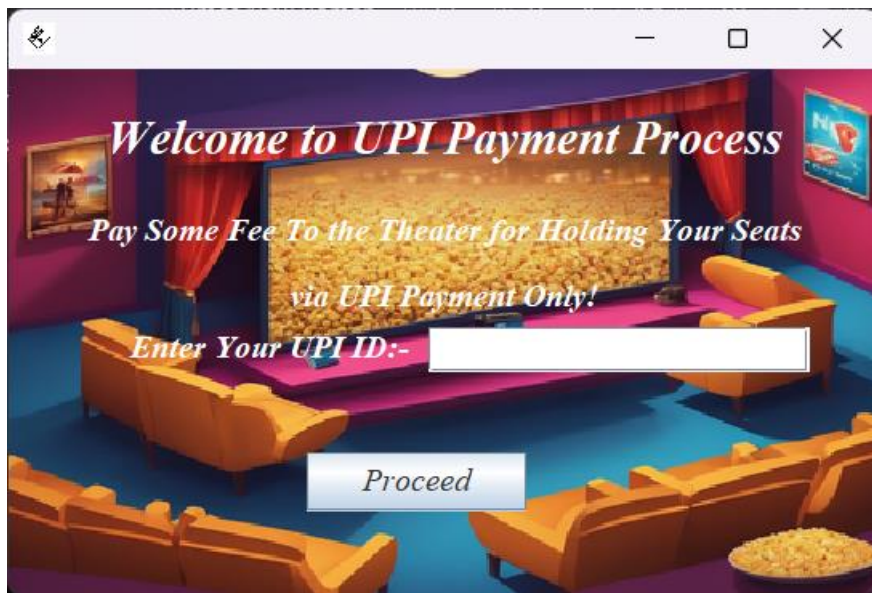 Welcome to UPI Payment Process
Pay Some Fee To the Theater for Holding Your Seats
via UPI Payment Only!
Enter Your UPI ID:-
Proceed